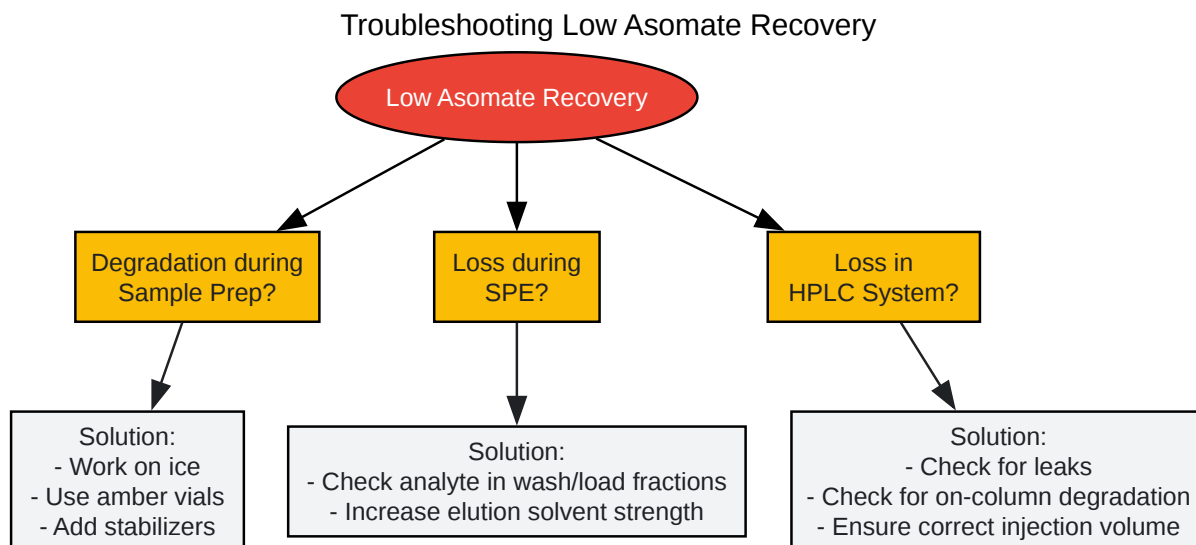 Troubleshooting Low Asomate Recovery
Low Asomate Recovery
Degradation during
Sample Prep?
Loss during
SPE?
Loss in
HPLC System?
Solution:
- Work on ice
- Use amber vials
- Add stabilizers
Solution:
- Check analyte in wash/load fractions
- Increase elution solvent strength
Solution:
- Check for leaks
- Check for on-column degradation
- Ensure correct injection volume